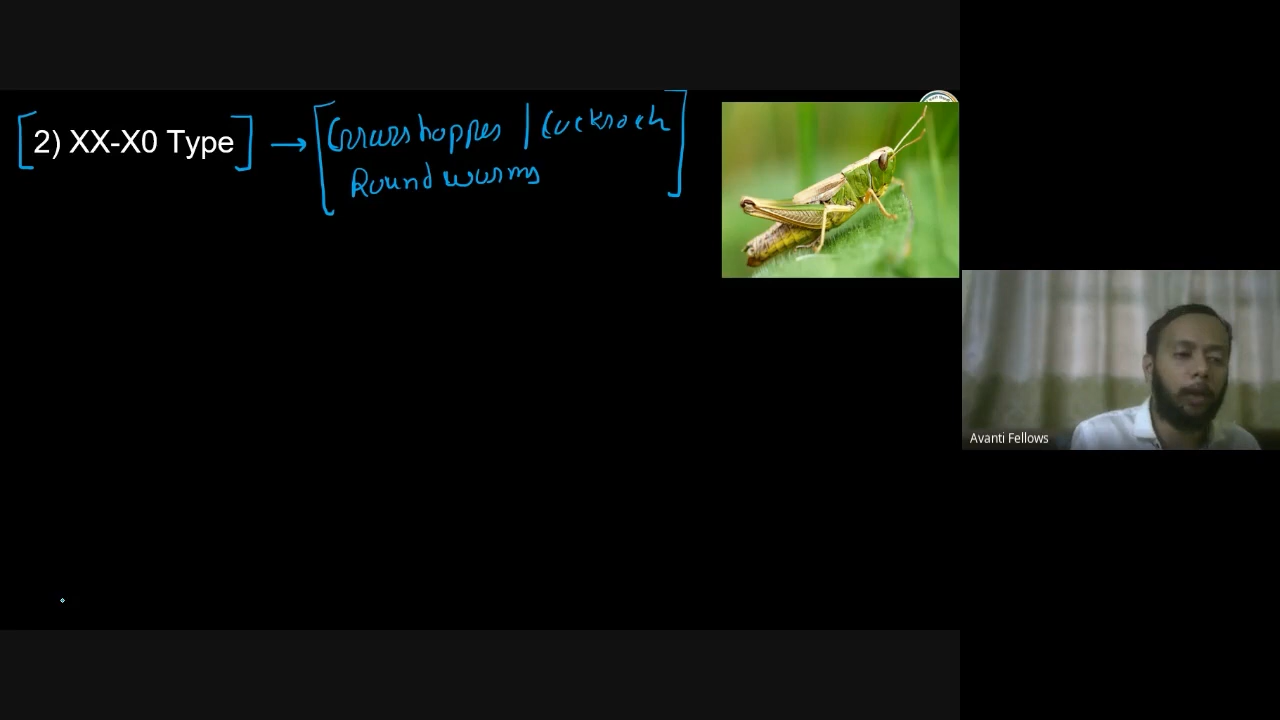 2) XX-X0 Type → Grasshopper | Cockroach
Roundworms
Avanti Fellows